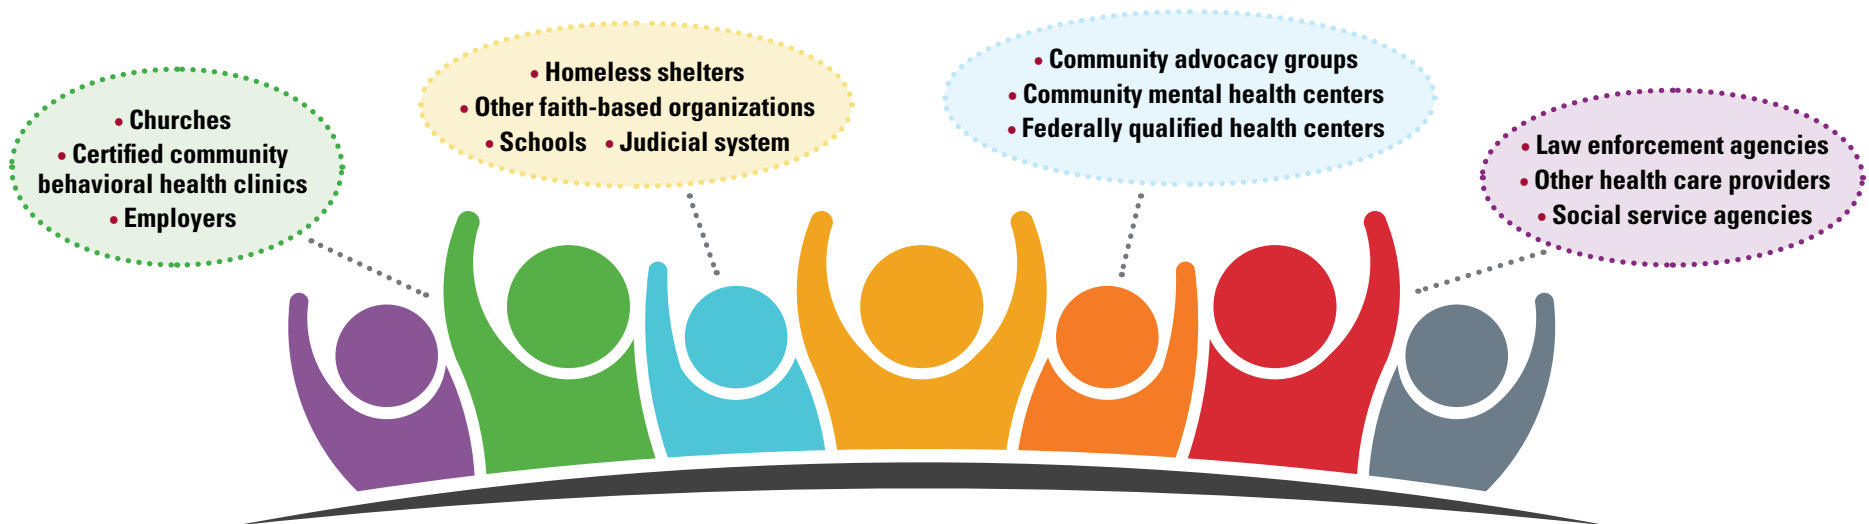 • Churches
• Certified community
behavioral health clinics
• Employers
• Homeless shelters
• Other faith-based organizations
• Schools • Judicial system
• Community advocacy groups
• Community mental health centers
• Federally qualified health centers
• Law enforcement agencies
• Other health care providers
• Social service agencies